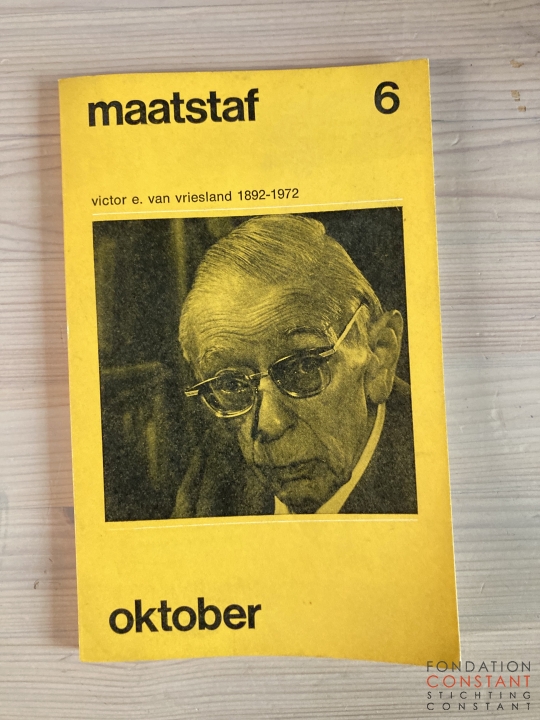 maatstaf 6
victor e. van vriesland 1892-1972
oktober
FONDATION
CONSTANT
STICHTING
CONSTANT